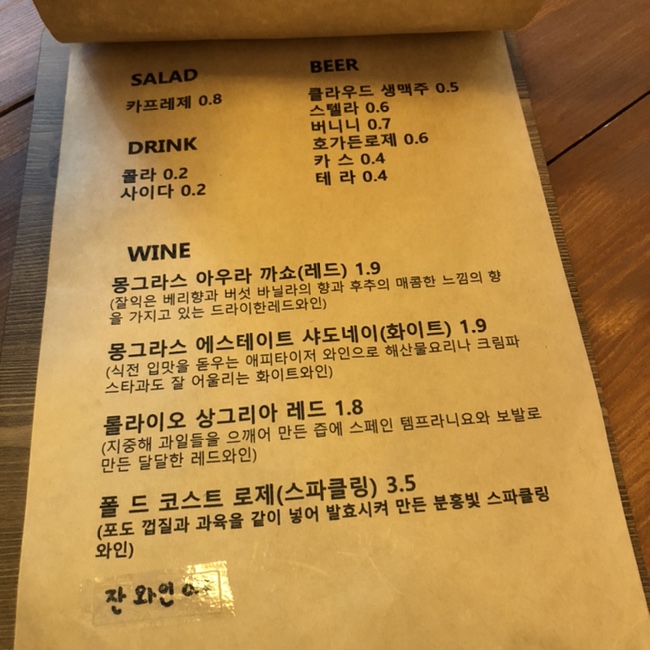 SALAD
카프레제 0.8
DRINK
콜라 0.2
사이다 0.2
BEER
클라우드 생맥주 0.5
스텔라 0.6
버니니 0.7
호가든로제 0.6
카 스 0.4
테 라 0.4
WINE
몽그라스 아우라 까쇼(레드) 1.9
(잘익은 베리향과 버섯 바닐라의 향과 후추의 매콤한 느낌의 향
을 가지고 있는 드라이한레드와인)
몽그라스 에스테이트 샤도네이(화이트) 1.9
(식전 입맛을 돋우는 애피타이저 와인으로 해산물요리나 크림파
스타과도 잘 어울리는 화이트와인)
롤라이오 상그리아 레드 1.8
(지중해 과일들을 으깨어 만든 즙에 스페인 템프라니요와 보발로
만든 달달한 레드와인)
폴 드 코스트 로제(스파클링) 3.5
(포도 껍질과 과육을 같이 넣어 발효시켜 만든 분홍빛 스파클링
와인)
잔 와인